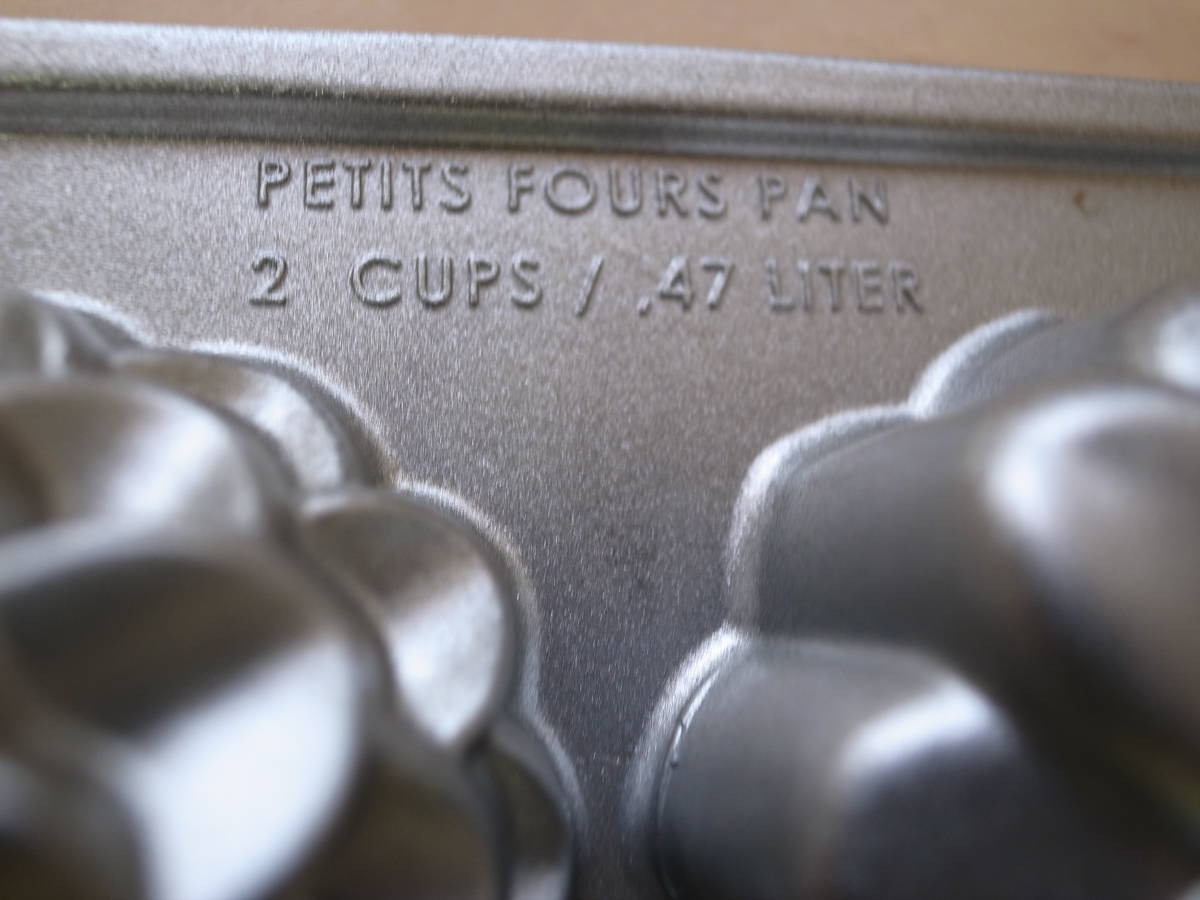 PETITS FOURS PAN
2 CUPS / .47 LITER